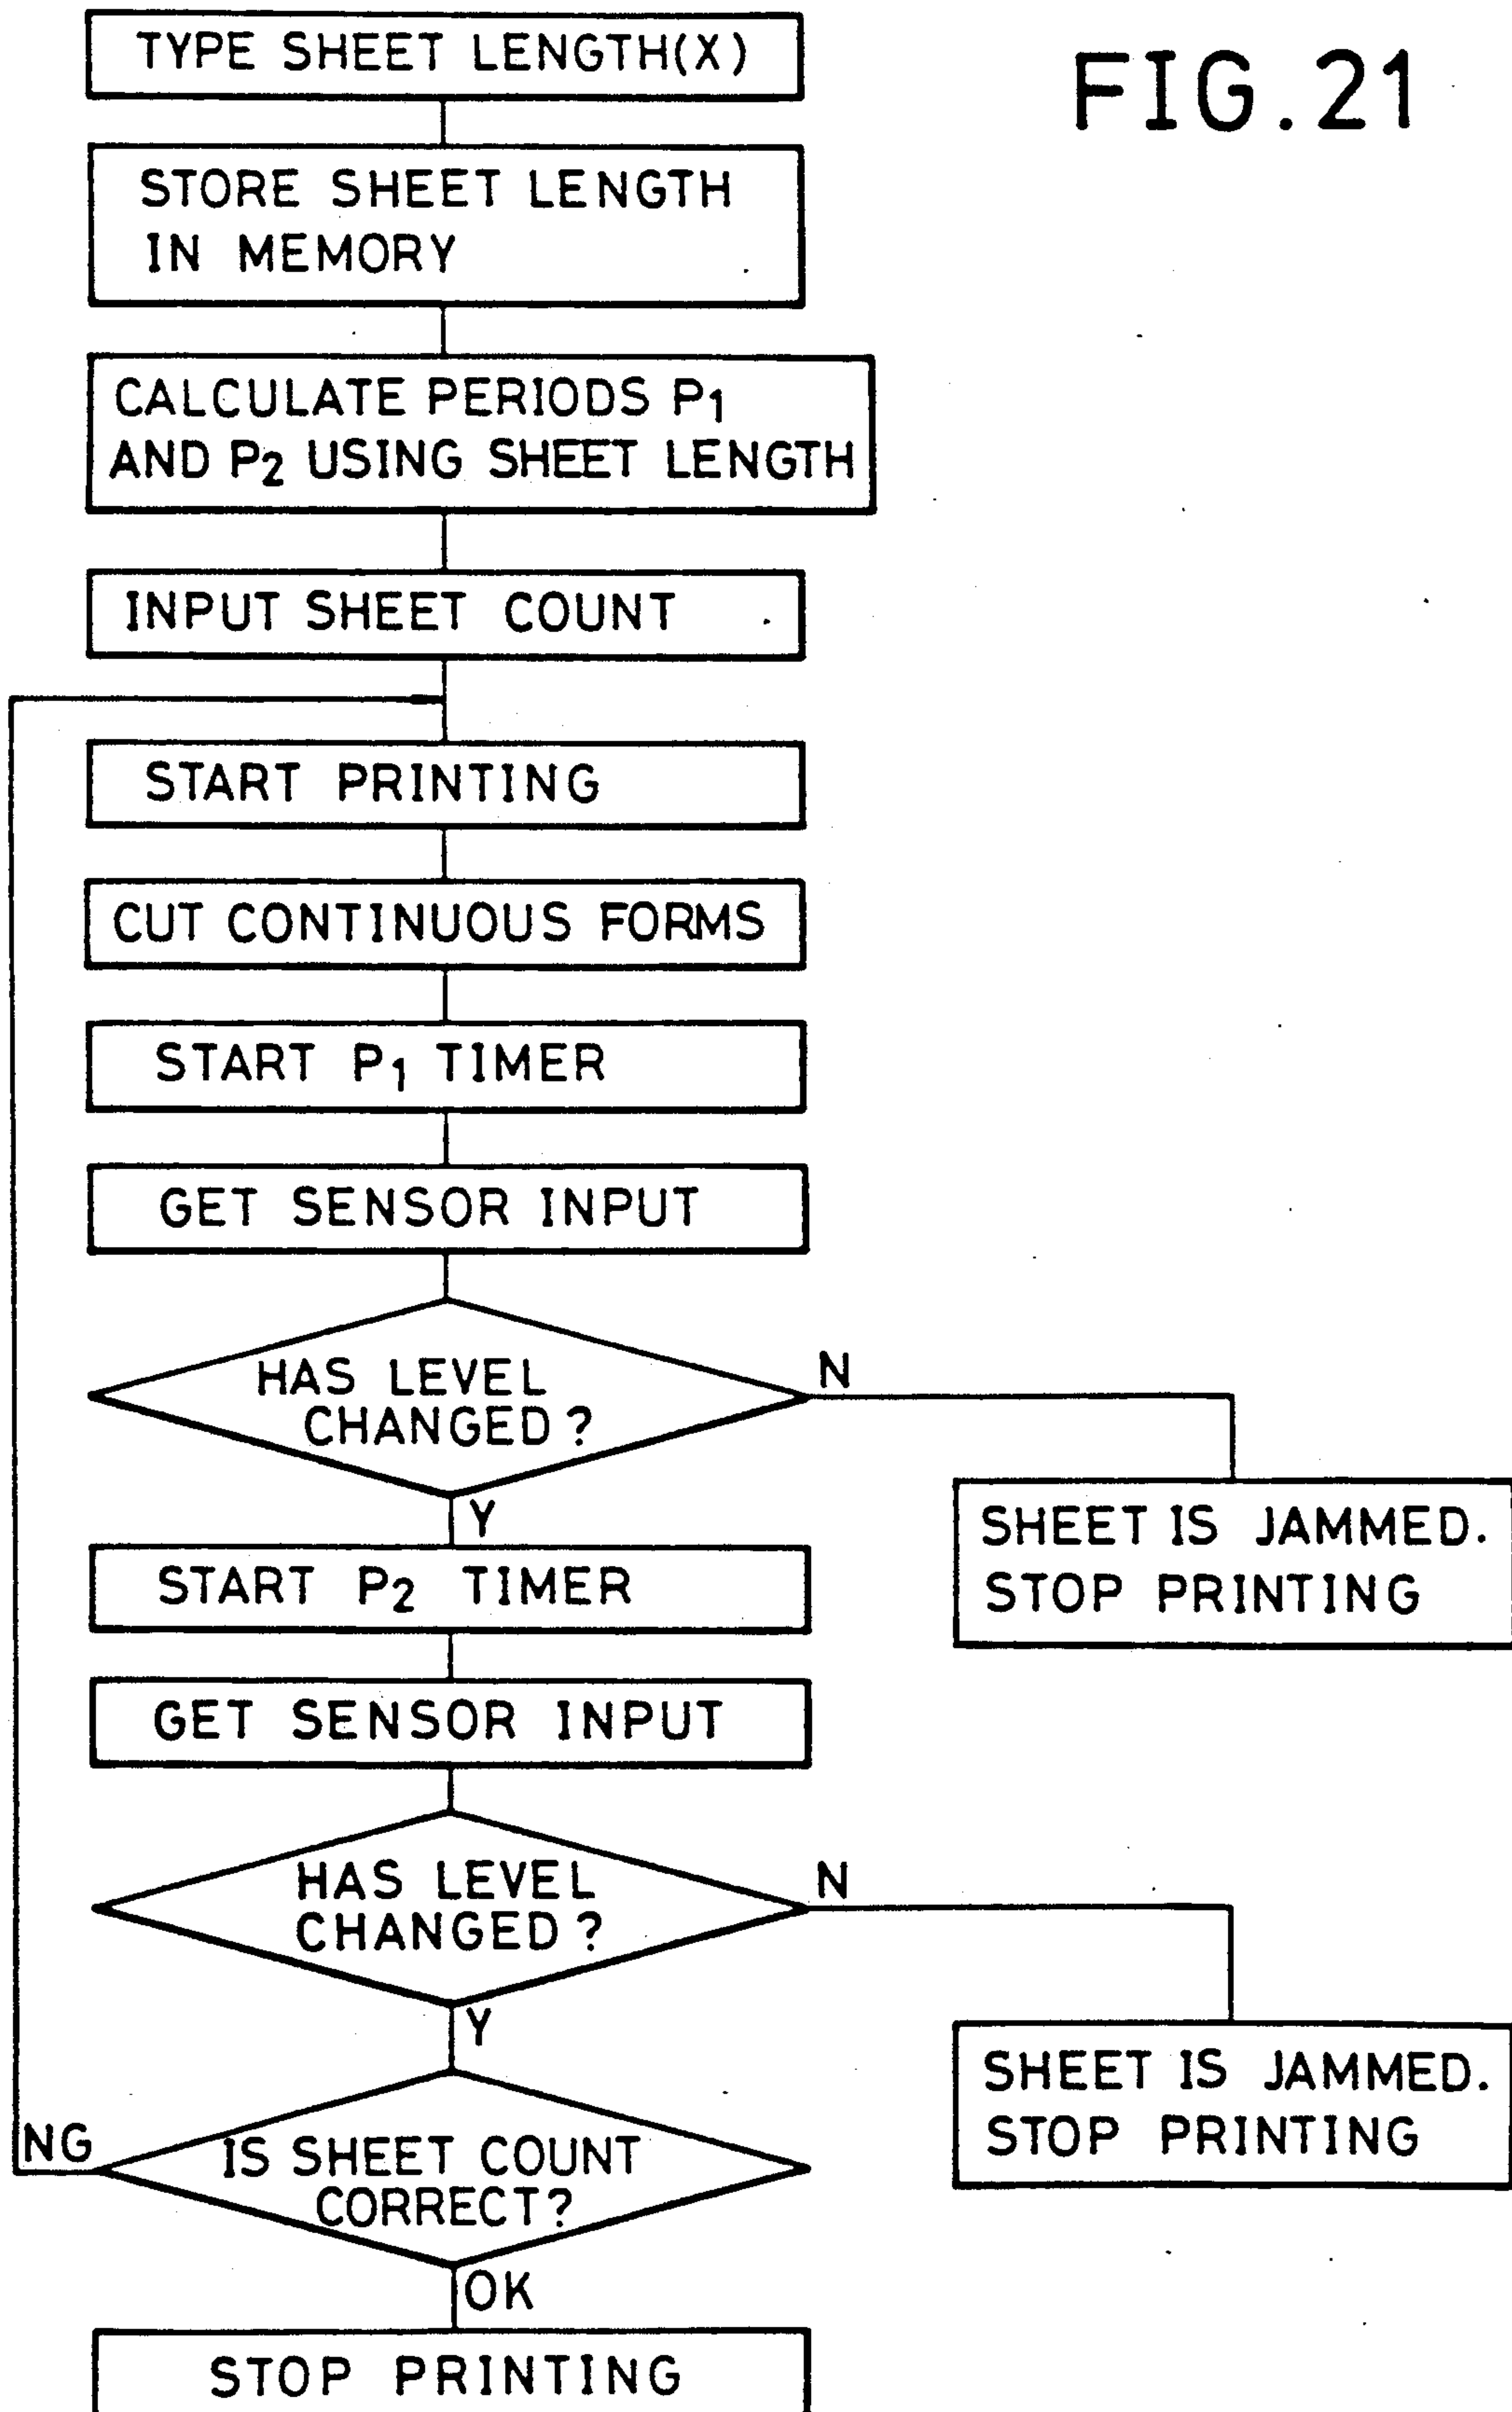 FIG.21
TYPE SHEET LENGTH(X)
STORE SHEET LENGTH
IN MEMORY
CALCULATE PERIODS P1
AND P2 USING SHEET LENGTH
INPUT SHEET COUNT
START PRINTING
CUT CONTINUOUS FORMS
START P1 TIMER
GET SENSOR INPUT
HAS LEVEL
CHANGED?
N
SHEET IS JAMMED.
STOP PRINTING
Y
START P2 TIMER
GET SENSOR INPUT
HAS LEVEL
CHANGED?
N
SHEET IS JAMMED.
STOP PRINTING
Y
NG
IS SHEET COUNT
CORRECT?
OK
STOP PRINTING